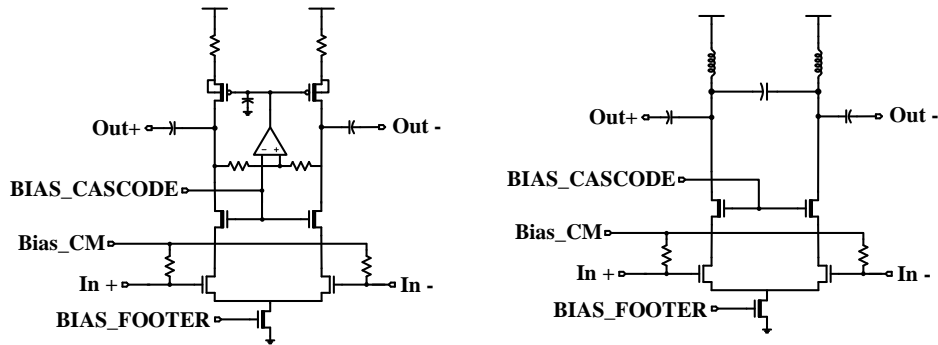 Out+
Out -
− +
BIAS_CASCODE
Bias_CM
In +
In -
BIAS_FOOTER
Out+
Out -
BIAS_CASCODE
Bias_CM
In +
In -
BIAS_FOOTER